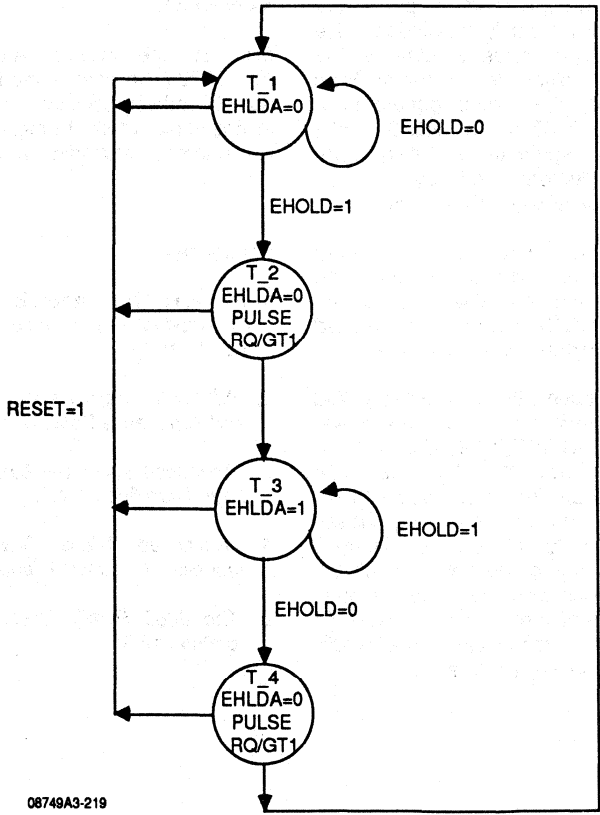 T_1
EHLDA=0
EHOLD=0
EHOLD=1
T_2
EHLDA=0
PULSE
RQ/GT1
RESET=1
T_3
EHLDA=1
EHOLD=1
EHOLD=0
T_4
EHLDA=0
PULSE
RQ/GT1
08749A3-219